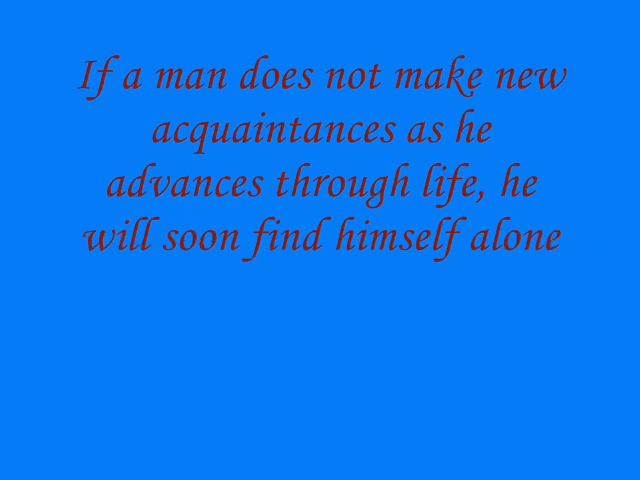 If a man does not make new
acquaintances as he
advances through life, he
will soon find himself alone